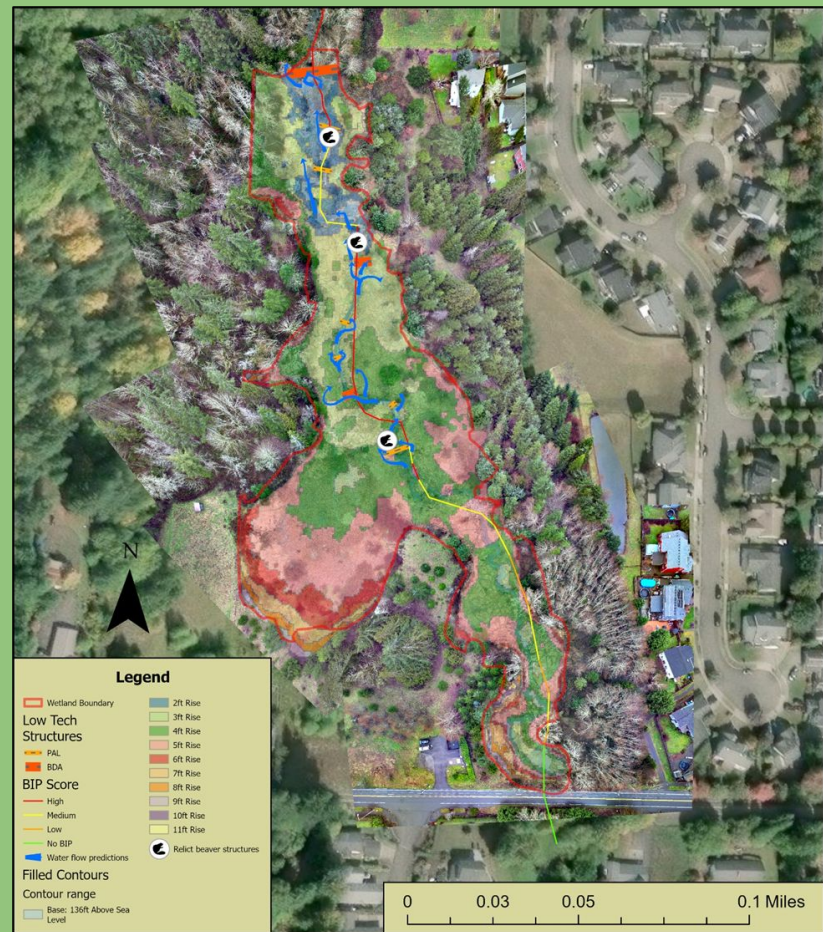 N
Legend
Wetland Boundary
Low Tech
Structures
PAL
BDA
BIP Score
High
Medium
Low
No BIP
Water flow predictions
Filled Contours
Contour range
Base: 136ft Above Sea
Level
2ft Rise
3ft Rise
4ft Rise
5ft Rise
6ft Rise
7ft Rise
8ft Rise
9ft Rise
10ft Rise
11ft Rise
Relict beaver structures
0 0.03 0.05 0.1 Miles